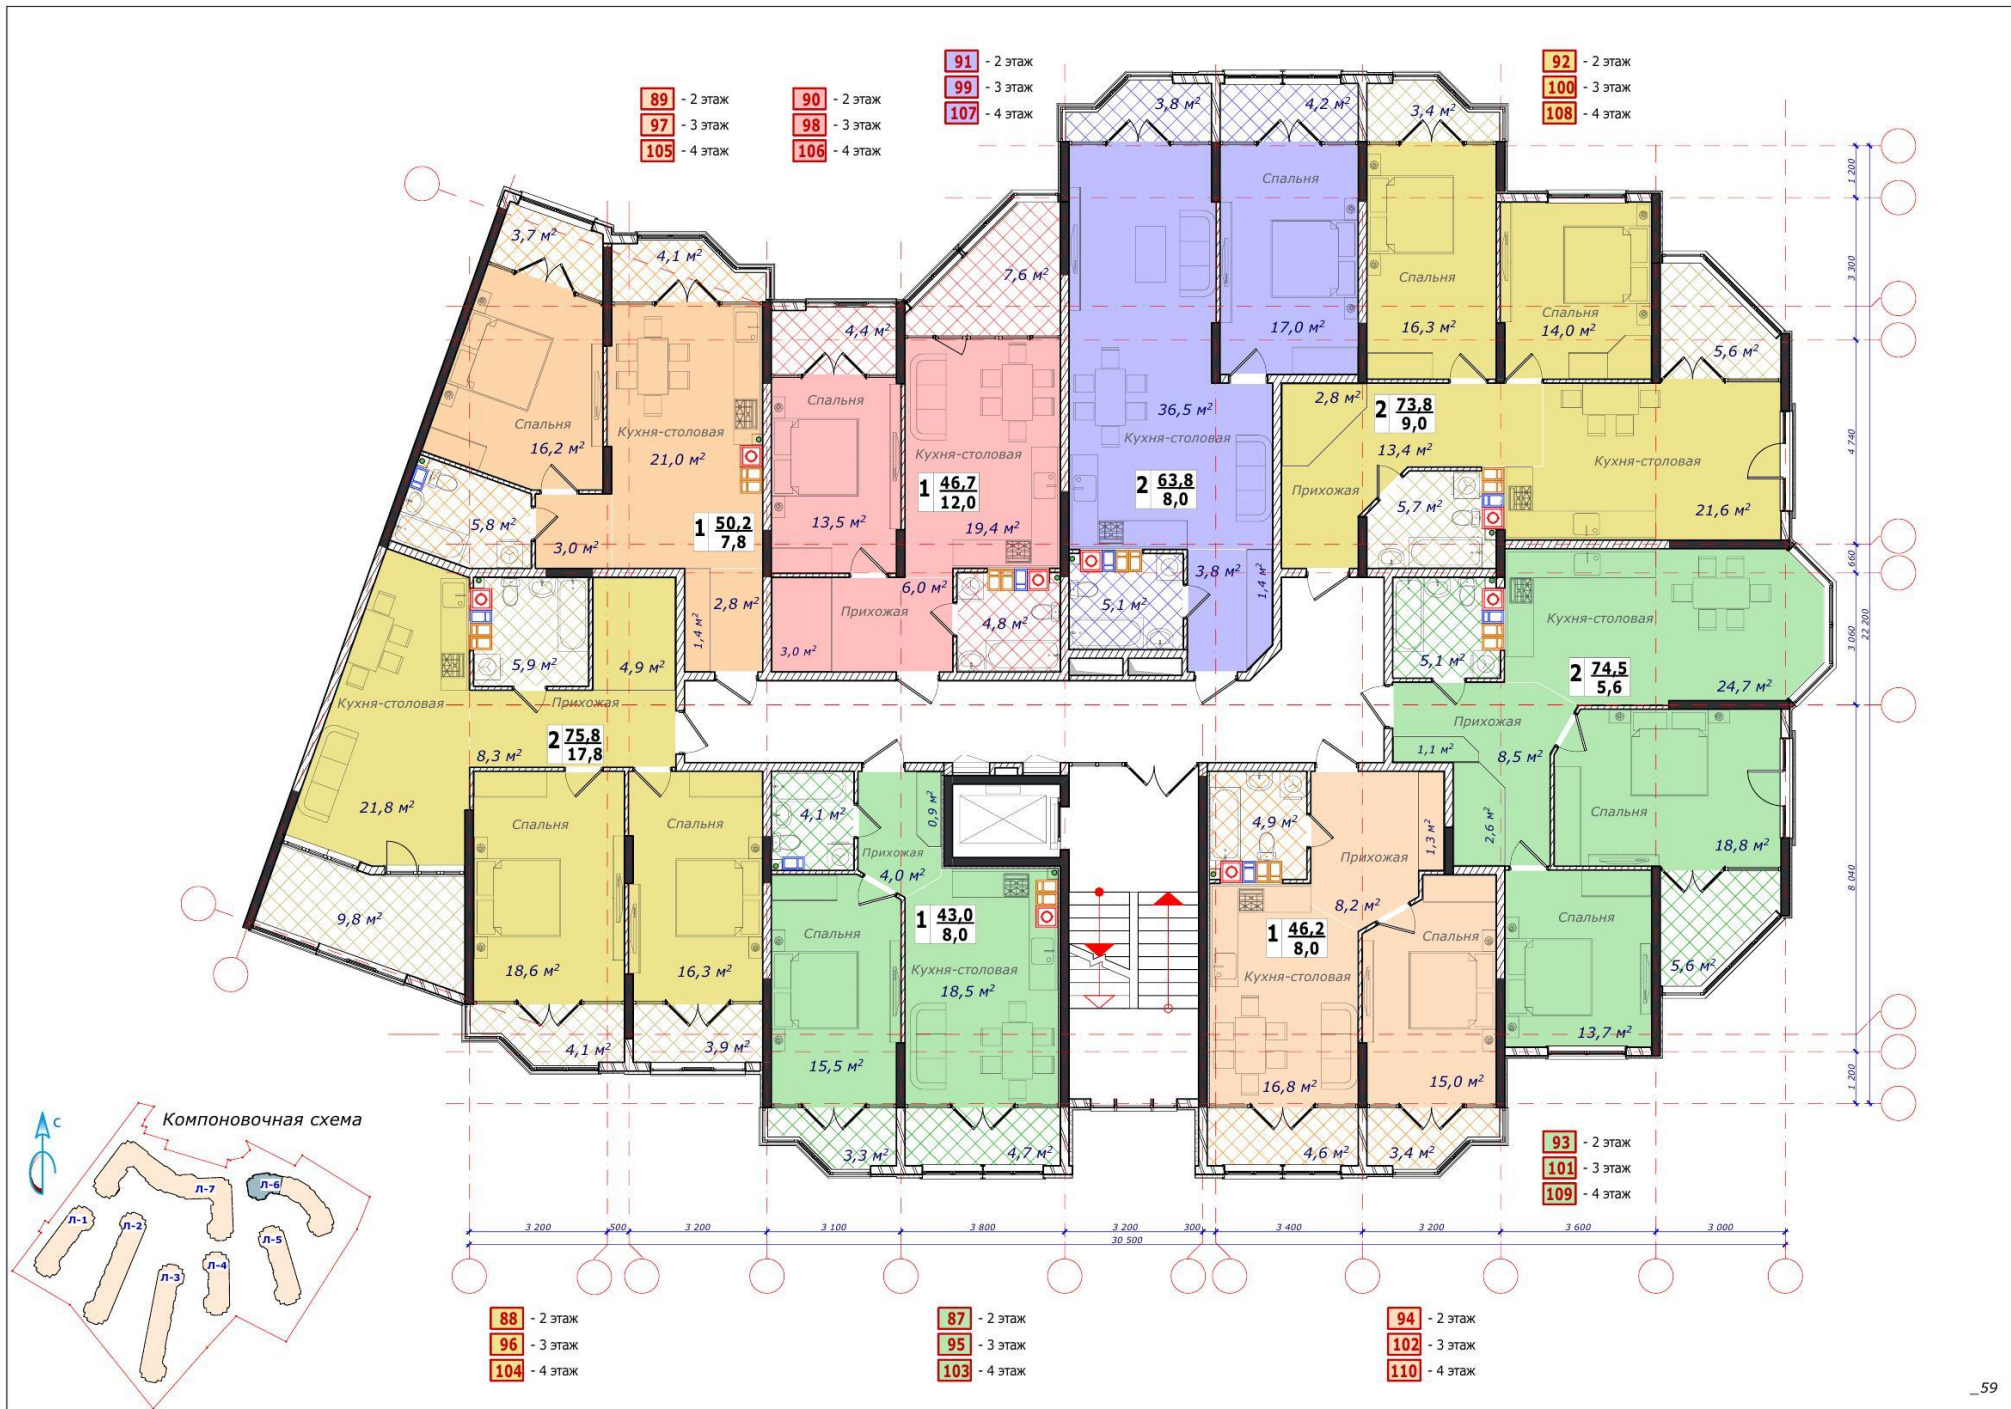 91 - 2 этаж
99 - 3 этаж
107 - 4 этаж
92 - 2 этаж
100 - 3 этаж
108 - 4 этаж
89 - 2 этаж
97 - 3 этаж
105 - 4 этаж
90 - 2 этаж
98 - 3 этаж
106 - 4 этаж
3,7 м²
4,1 м²
Спальня
16,2 м²
Кухня-столовая
21,0 м²
5,8 м²
3,0 м²
1 50,2
7,8
2,8 м²
1,4 м²
4,4 м²
7,6 м²
Спальня
13,5 м²
Кухня-столовая
1 46,7
12,0
19,4 м²
6,0 м²
Прихожая
3,0 м²
4,8 м²
3,8 м²
4,2 м²
Спальня
17,0 м²
36,5 м²
Кухня-столовая
2 63,8
8,0
3,8 м²
1,4 м²
5,1 м²
3,4 м²
Спальня
16,3 м²
Спальня
14,0 м²
5,6 м²
2,8 м²
2 73,8
9,0
13,4 м²
Прихожая
5,7 м²
Кухня-столовая
21,6 м²
Кухня-столовая
5,1 м²
2 74,5
5,6
24,7 м²
Прихожая
1,1 м²
8,5 м²
2,6 м²
Спальня
18,8 м²
Спальня
13,7 м²
5,6 м²
5,9 м²
4,9 м²
Кухня-столовая
Прихожая
2 75,8
17,8
8,3 м²
21,8 м²
9,8 м²
Спальня
18,6 м²
Спальня
16,3 м²
4,1 м²
3,9 м²
4,1 м²
0,9 м²
Прихожая
4,0 м²
1 43,0
8,0
Спальня
15,5 м²
Кухня-столовая
18,5 м²
3,3 м²
4,7 м²
4,9 м²
1,3 м²
Прихожая
8,2 м²
1 46,2
8,0
Кухня-столовая
16,8 м²
Спальня
15,0 м²
4,6 м²
3,4 м²
1 200
3 300
4 740
660
3 060
22 200
8 040
1 200
93 - 2 этаж
101 - 3 этаж
109 - 4 этаж
3 200
500
3 200
3 100
3 800
3 200
300
3 400
3 200
3 600
3 000
30 500
С
Компоновочная схема
Л-7
Л-6
Л-1
Л-2
Л-5
Л-4
Л-3
88 - 2 этаж
96 - 3 этаж
104 - 4 этаж
87 - 2 этаж
95 - 3 этаж
103 - 4 этаж
94 - 2 этаж
102 - 3 этаж
110 - 4 этаж
_59